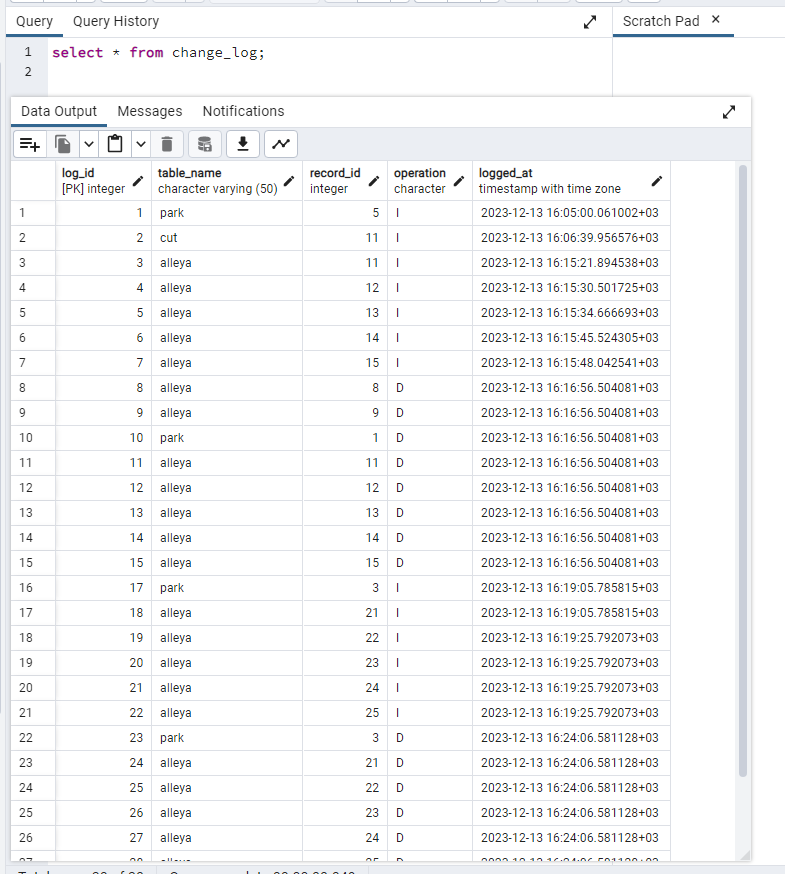 Query Query History Scratch Pad ×
1 select * from change_log;
2
Data Output Messages Notifications
log_id table_name record_id operation logged_at
[PK] integer character varying (50) integer character timestamp with time zone
1 1 park 5 I 2023-12-13 16:05:00.061002+03
2 2 cut 11 I 2023-12-13 16:06:39.956576+03
3 3 alleya 11 I 2023-12-13 16:15:21.894538+03
4 4 alleya 12 I 2023-12-13 16:15:30.501725+03
5 5 alleya 13 I 2023-12-13 16:15:34.666693+03
6 6 alleya 14 I 2023-12-13 16:15:45.524305+03
7 7 alleya 15 I 2023-12-13 16:15:48.042541+03
8 8 alleya 8 D 2023-12-13 16:16:56.504081+03
9 9 alleya 9 D 2023-12-13 16:16:56.504081+03
10 10 park 1 D 2023-12-13 16:16:56.504081+03
11 11 alleya 11 D 2023-12-13 16:16:56.504081+03
12 12 alleya 12 D 2023-12-13 16:16:56.504081+03
13 13 alleya 13 D 2023-12-13 16:16:56.504081+03
14 14 alleya 14 D 2023-12-13 16:16:56.504081+03
15 15 alleya 15 D 2023-12-13 16:16:56.504081+03
16 17 park 3 I 2023-12-13 16:19:05.785815+03
17 18 alleya 21 I 2023-12-13 16:19:05.785815+03
18 19 alleya 22 I 2023-12-13 16:19:25.792073+03
19 20 alleya 23 I 2023-12-13 16:19:25.792073+03
20 21 alleya 24 I 2023-12-13 16:19:25.792073+03
21 22 alleya 25 I 2023-12-13 16:19:25.792073+03
22 23 park 3 D 2023-12-13 16:24:06.581128+03
23 24 alleya 21 D 2023-12-13 16:24:06.581128+03
24 25 alleya 22 D 2023-12-13 16:24:06.581128+03
25 26 alleya 23 D 2023-12-13 16:24:06.581128+03
26 27 alleya 24 D 2023-12-13 16:24:06.581128+03